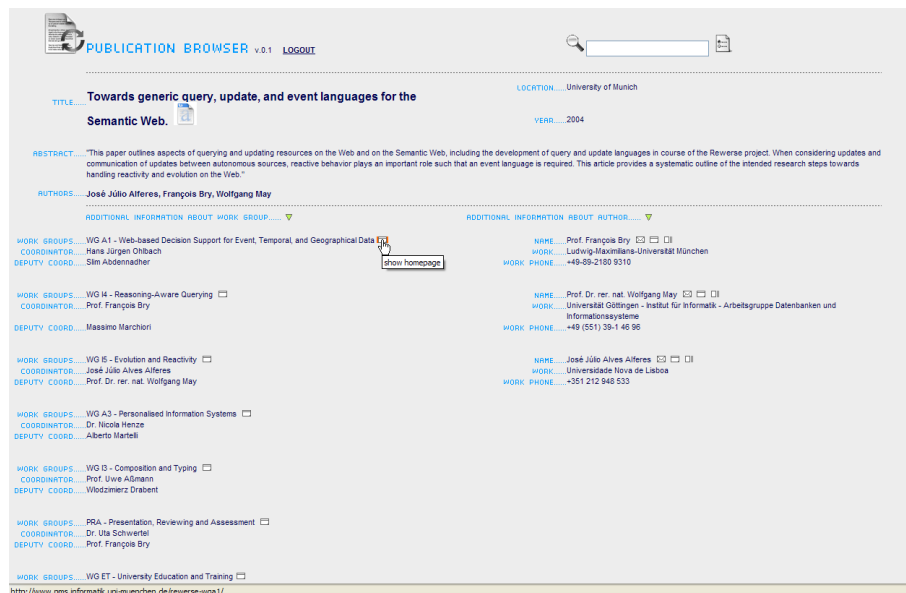 PUBLICATION BROWSER v.0.1 LOGOUT
TITLE..... Towards generic query, update, and event languages for the
Semantic Web.
LOCATION.....University of Munich
YEAR.....2004
ABSTRACT....."This paper outlines aspects of querying and updating resources on the Web and on the Semantic Web, including the development of query and update languages in course of the Rewerse project. When considering updates and
communication of updates between autonomous sources, reactive behavior plays an important role such that an event language is required. This article provides a systematic outline of the intended research steps towards
handling reactivity and evolution on the Web."
AUTHORS..... José Júlio Alferes, François Bry, Wolfgang May
ADDITIONAL INFORMATION ABOUT WORK GROUP.....
WORK GROUPS.....WG A1 - Web-based Decision Support for Event, Temporal, and Geographical Data
COORDINATOR.....Hans Jürgen Ohlbach
DEPUTY COORD.....Slim Abdennadher
show homepage
WORK GROUPS.....WG I4 - Reasoning-Aware Querying
COORDINATOR.....Prof. François Bry
DEPUTY COORD.....Massimo Marchiori
WORK GROUPS.....WG I5 - Evolution and Reactivity
COORDINATOR.....José Júlio Alves Alferes
DEPUTY COORD.....Prof. Dr. rer. nat. Wolfgang May
WORK GROUPS.....WG A3 - Personalised Information Systems
COORDINATOR.....Dr. Nicola Henze
DEPUTY COORD.....Alberto Martelli
WORK GROUPS.....WG I3 - Composition and Typing
COORDINATOR.....Prof. Uwe Aßmann
DEPUTY COORD.....Wlodzimierz Drabent
WORK GROUPS.....PRA - Presentation, Reviewing and Assessment
COORDINATOR.....Dr. Uta Schwertel
DEPUTY COORD.....Prof. François Bry
WORK GROUPS.....WG ET - University Education and Training
ADDITIONAL INFORMATION ABOUT AUTHOR.....
NAME.....Prof. François Bry
WORK.....Ludwig-Maximilians-Universität München
WORK PHONE.....+49-89-2180 9310
NAME.....Prof. Dr. rer. nat. Wolfgang May
WORK.....Universität Göttingen - Institut für Informatik - Arbeitsgruppe Datenbanken und
Informationssysteme
WORK PHONE.....+49 (551) 39-1 46 96
NAME.....José Júlio Alves Alferes
WORK.....Universidade Nova de Lisboa
WORK PHONE.....+351 212 948 533
http://www.pms.informatik.uni-muenchen.de/rewerse-wga1/